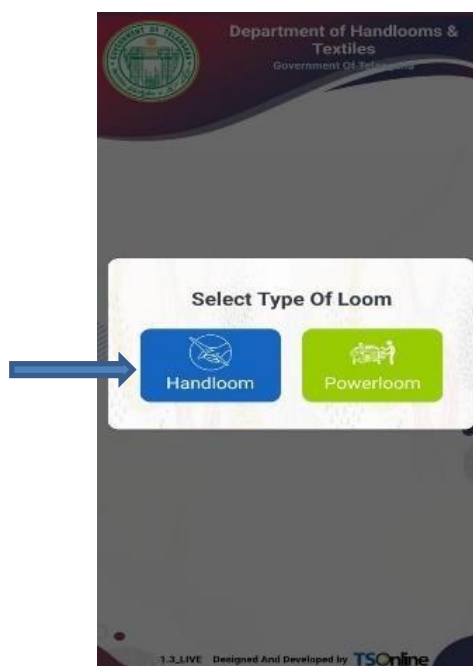 Department of Handlooms &
Textiles
Government Of Telangana
Select Type Of Loom
Handloom
Powerloom
1.3_LIVE Designed And Developed by TSOnline